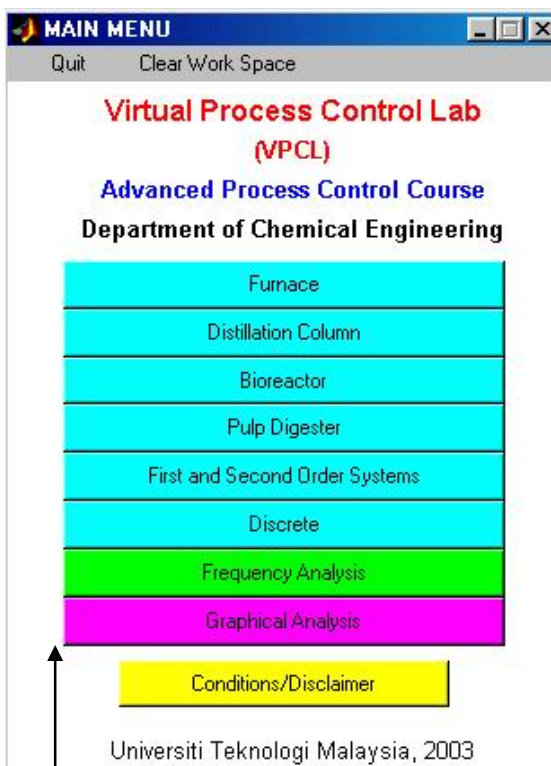 MAIN MENU
Quit Clear Work Space
Virtual Process Control Lab
(VPCL)
Advanced Process Control Course
Department of Chemical Engineering
Furnace
Distillation Column
Bioreactor
Pulp Digester
First and Second Order Systems
Discrete
Frequency Analysis
Graphical Analysis
Conditions/Disclaimer
Universiti Teknologi Malaysia, 2003